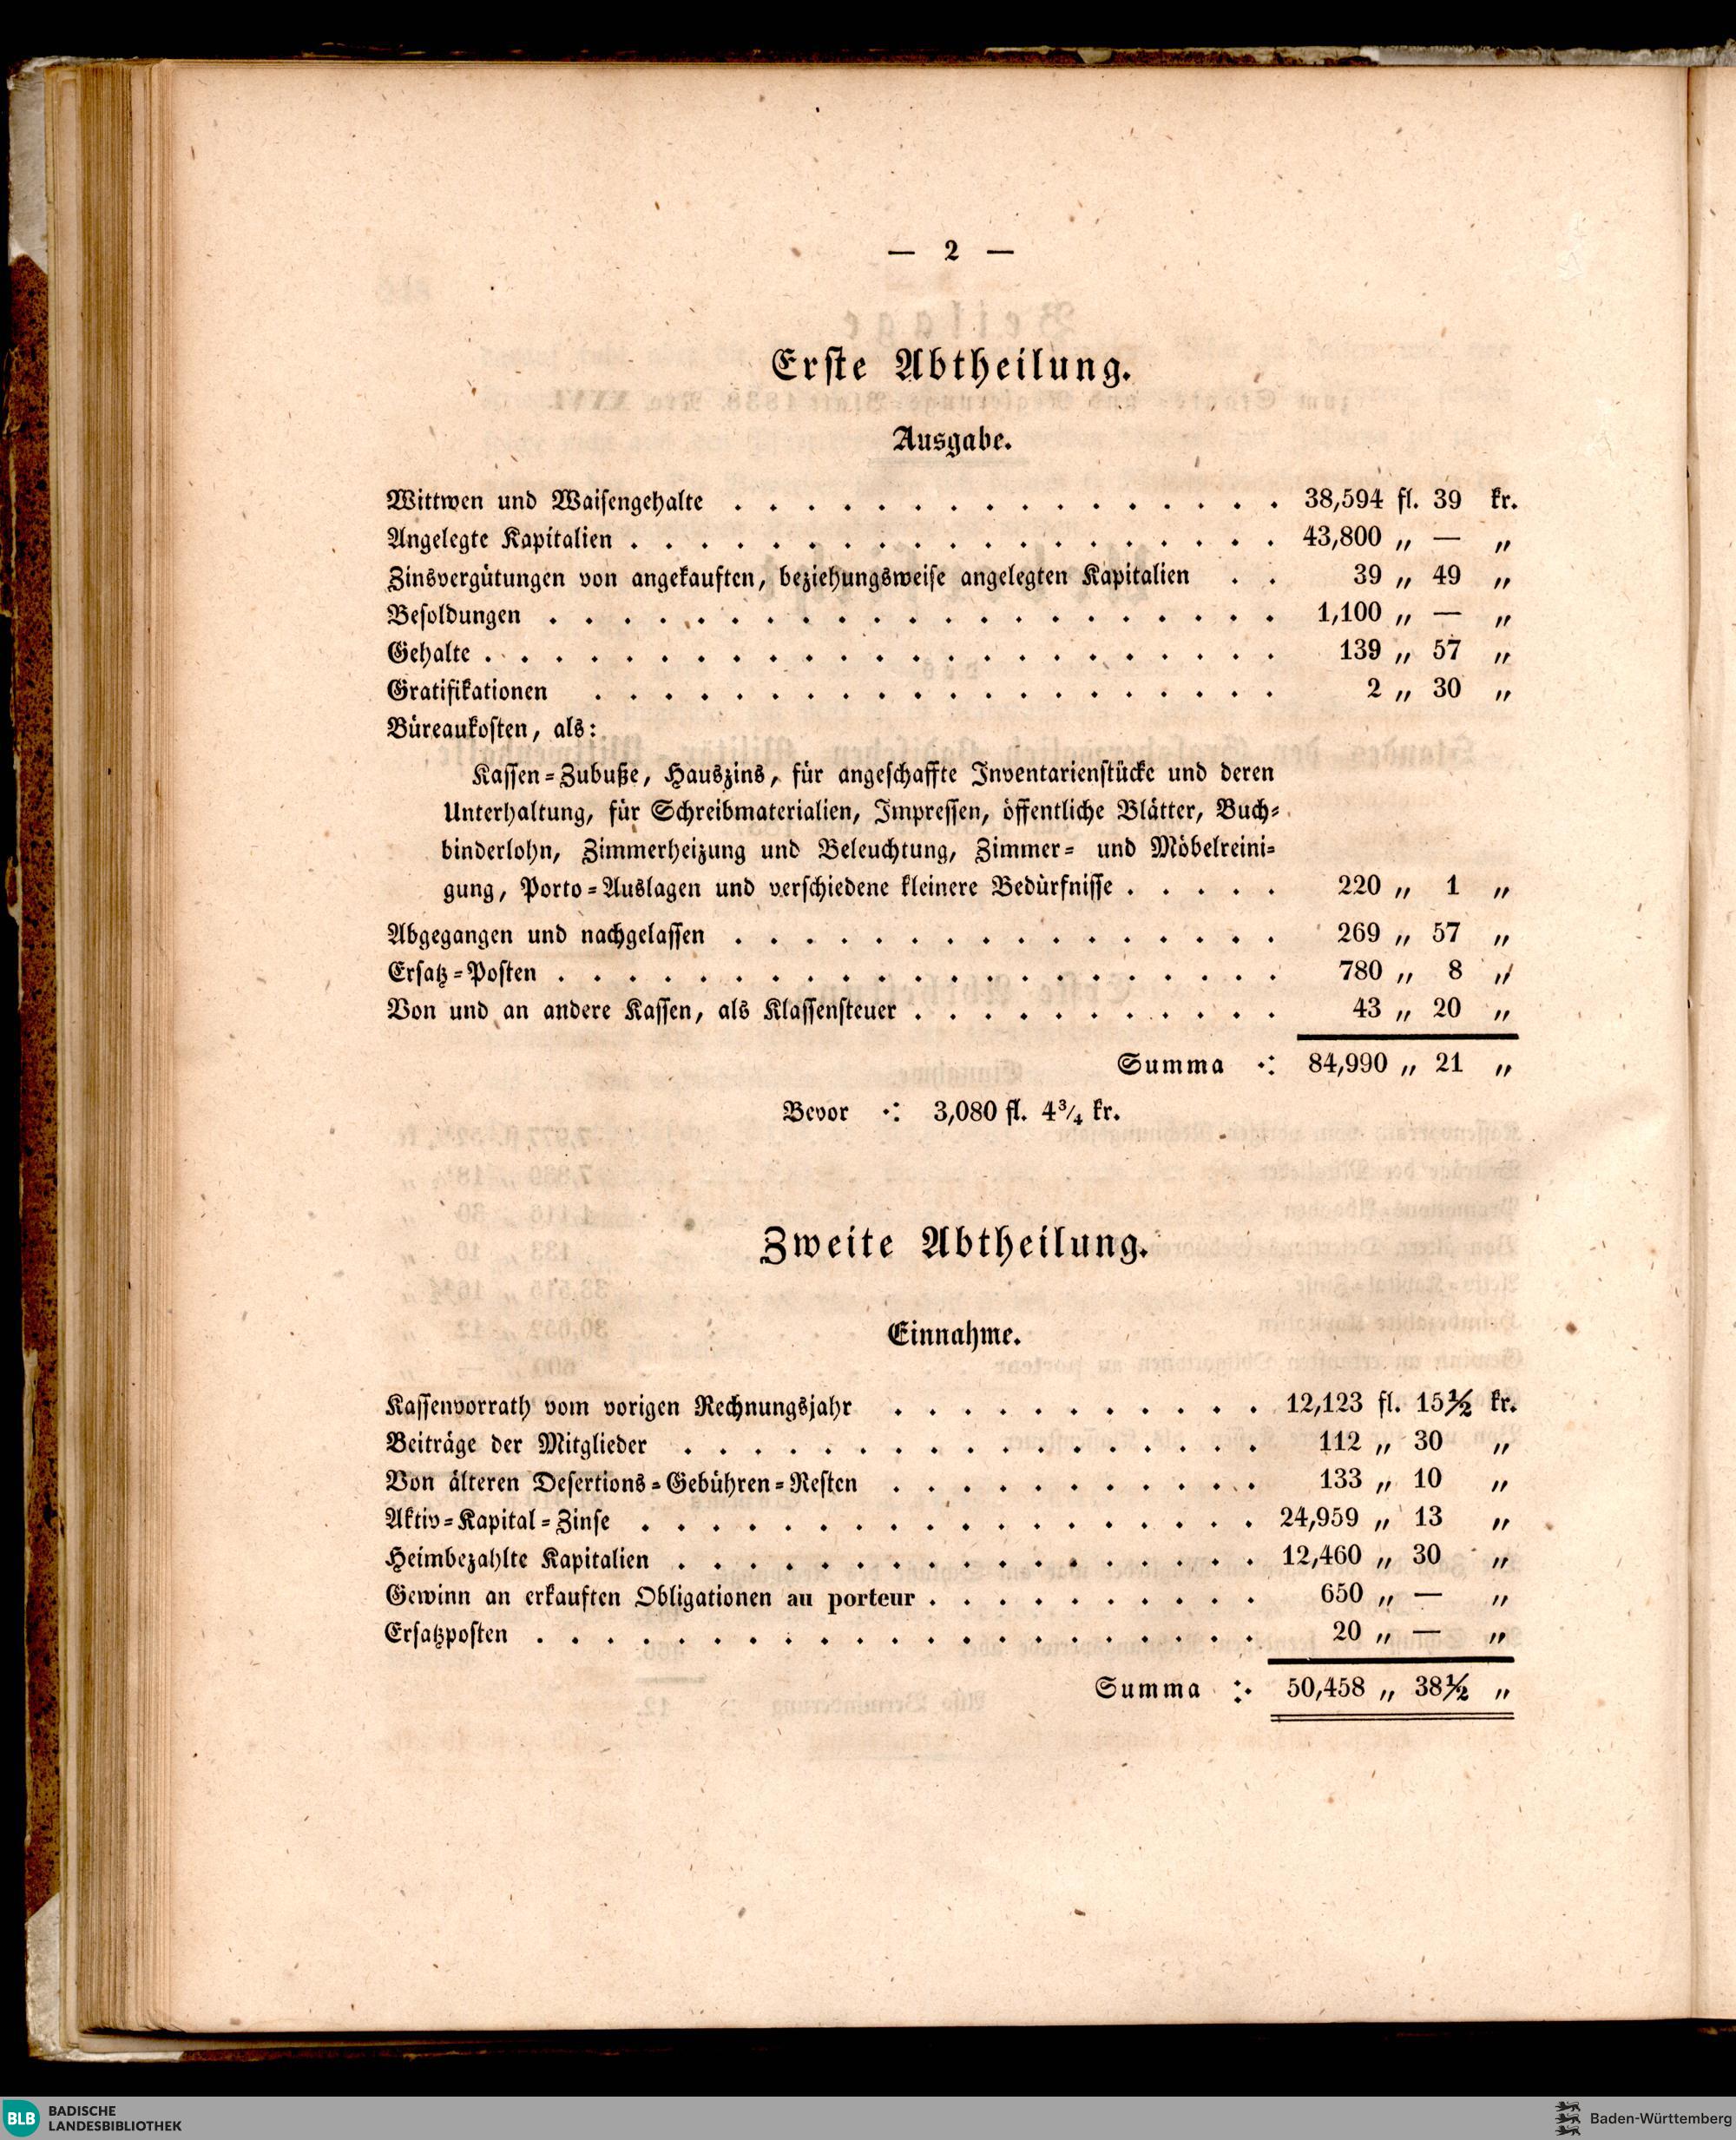 — 2 —
Erste Abtheilung.
Ausgabe.
Wittwen und Waisengehalte . . . . . . . . . . . . . . . . 38,594 fl. 39 kr.
Angelegte Kapitalien . . . . . . . . . . . . . . . . . . . 43,800 „ — „
Zinsvergütungen von angekauften, beziehungsweise angelegten Kapitalien . . 39 „ 49 „
Besoldungen . . . . . . . . . . . . . . . . . . . . . 1,100 „ — „
Gehalte . . . . . . . . . . . . . . . . . . . . . . . 139 „ 57 „
Gratifikationen . . . . . . . . . . . . . . . . . . . . 2 „ 30 „
Büreaukosten, als:
Kassen-Zubuße, Hauszins, für angeschaffte Inventarienstücke und deren
Unterhaltung, für Schreibmaterialien, Impressen, öffentliche Blätter, Buch-
binderlohn, Zimmerheizung und Beleuchtung, Zimmer- und Möbelreini-
gung, Porto-Auslagen und verschiedene kleinere Bedürfnisse . . . . . 220 „ 1 „
Abgegangen und nachgelassen . . . . . . . . . . . . . . . . 269 „ 57 „
Ersatz-Posten . . . . . . . . . . . . . . . . . . . . . 780 „ 8 „
Von und an andere Kassen, als Klassensteuer . . . . . . . . . . . 43 „ 20 „
Summa ·: 84,990 „ 21 „
Bevor ·: 3,080 fl. 4¾ kr.
Zweite Abtheilung.
Einnahme.
Kassenvorrath vom vorigen Rechnungsjahr . . . . . . . . . . . 12,123 fl. 15½ kr.
Beiträge der Mitglieder . . . . . . . . . . . . . . . . . 112 „ 30 „
Von älteren Desertions-Gebühren-Resten . . . . . . . . . . . 133 „ 10 „
Aktiv-Kapital-Zinse . . . . . . . . . . . . . . . . . . 24,959 „ 13 „
Heimbezahlte Kapitalien . . . . . . . . . . . . . . . . . 12,460 „ 30 „
Gewinn an erkauften Obligationen au porteur . . . . . . . . . . 650 „ — „
Ersatzposten . . . . . . . . . . . . . . . . . . . . . 20 „ — „
Summa :· 50,458 „ 38½ „
BLB BADISCHE
LANDESBIBLIOTHEK
Baden-Württemberg